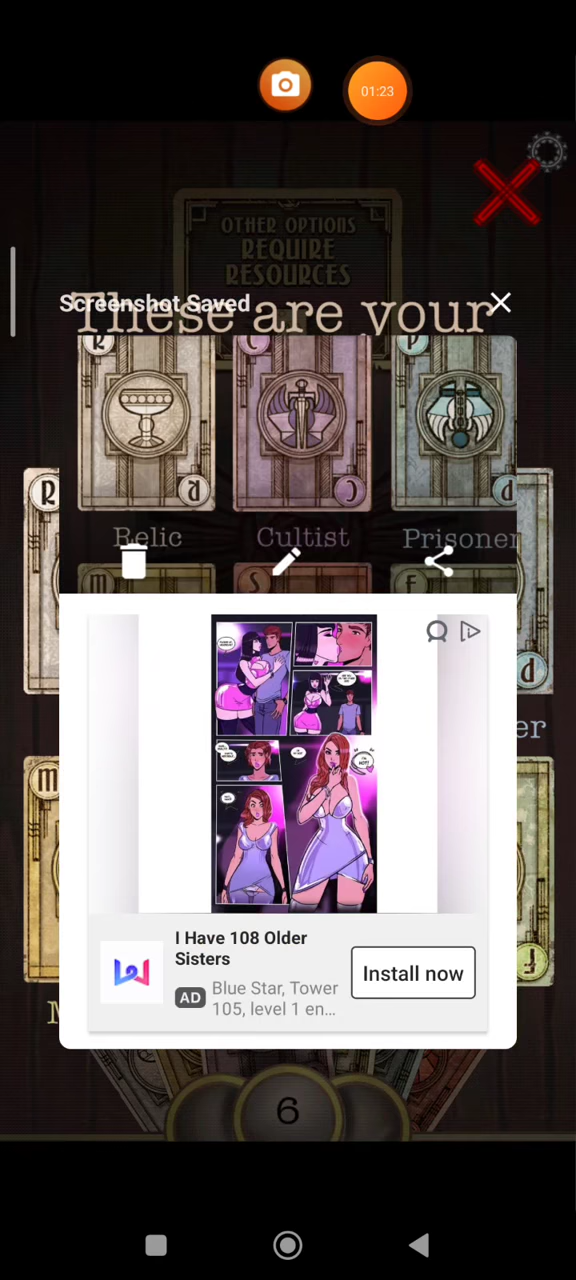 01:23
OTHER OPTIONS
REQUIRE
RESOURCES
Screenshot Saved
These are your
R
C
P
R
C
P
Relic
Cultist
Prisoner
R
P
er
m
S
f
m
f
I Have 108 Older
Sisters
Install now
AD
Blue Star, Tower
105, level 1 en...
6